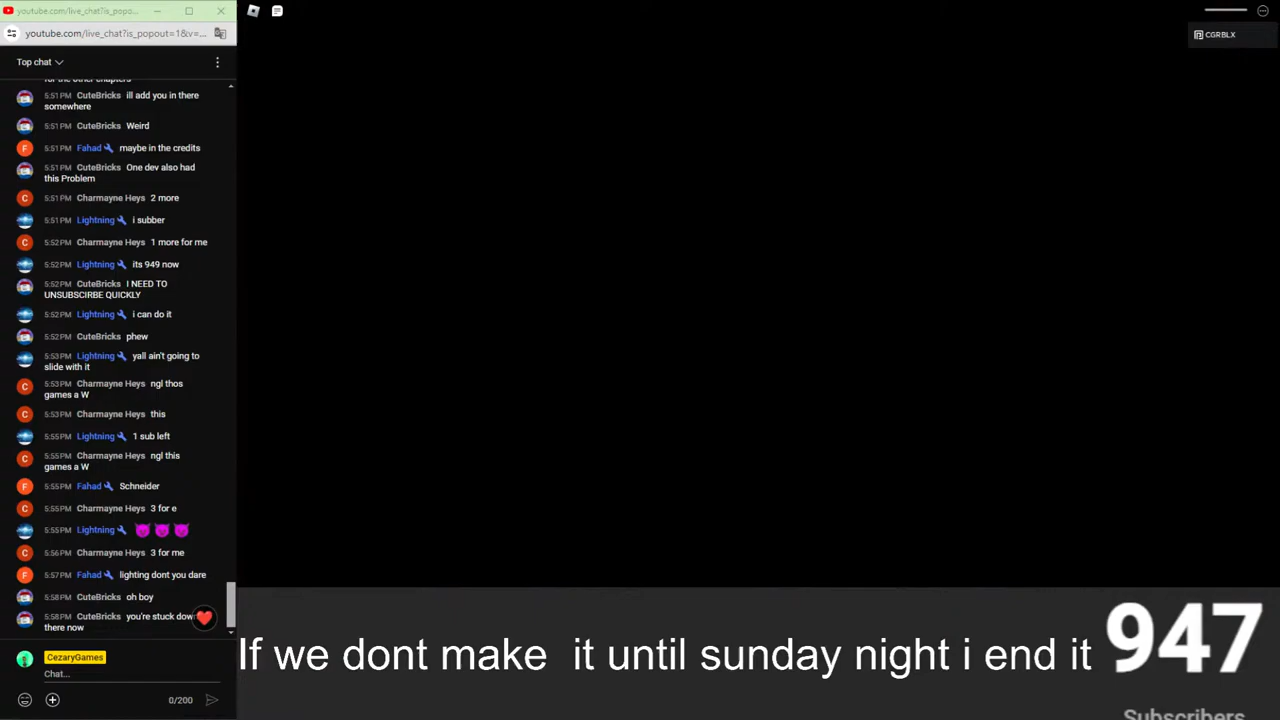 youtube.com/live_chat?is_popo...
youtube.com/live_chat?is_popout=1&v=...
Top chat
for the other chapters
5:51 PM CuteBricks ill add you in there
somewhere
5:51 PM CuteBricks Weird
F 5:51 PM Fahad maybe in the credits
5:51 PM CuteBricks One dev also had
this Problem
C 5:51 PM Charmayne Heys 2 more
5:51 PM Lightning i subber
C 5:52 PM Charmayne Heys 1 more for me
5:52 PM Lightning its 949 now
5:52 PM CuteBricks I NEED TO
UNSUBSCIRBE QUICKLY
5:52 PM Lightning i can do it
5:52 PM CuteBricks phew
5:53 PM Lightning yall ain't going to
slide with it
C 5:53 PM Charmayne Heys ngl thos
games a W
C 5:53 PM Charmayne Heys this
5:55 PM Lightning 1 sub left
C 5:55 PM Charmayne Heys ngl this
games a W
F 5:55 PM Fahad Schneider
C 5:55 PM Charmayne Heys 3 for e
5:55 PM Lightning 😈 😈 😈
C 5:56 PM Charmayne Heys 3 for me
F 5:57 PM Fahad lighting dont you dare
5:58 PM CuteBricks oh boy
5:58 PM CuteBricks you're stuck dow
there now
CezaryGames
Chat...
0/200
CGRBLX
If we dont make it until sunday night i end it
947
Subscribers